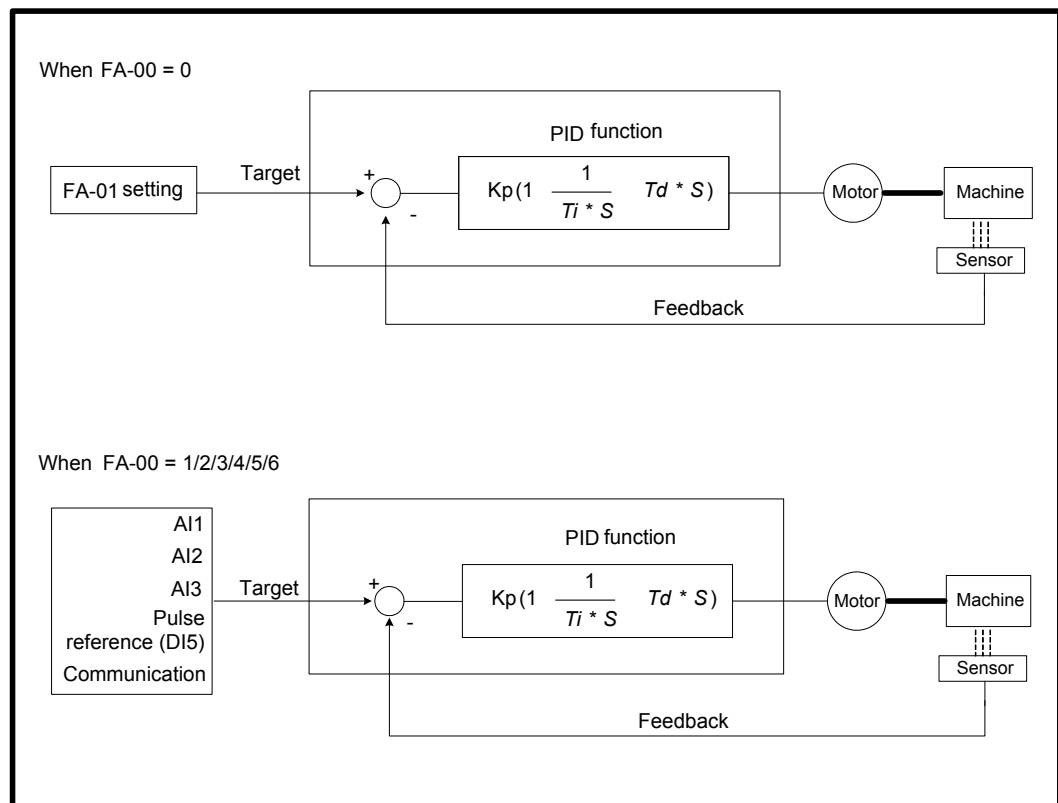 When FA-00 = 0
PID function
FA-01 setting
Target
+
-
Kp(1 1/Ti * S Td * S)
Motor
Machine
Sensor
Feedback
When FA-00 = 1/2/3/4/5/6
AI1
AI2
AI3
Pulse
reference (DI5)
Communication
Target
+
-
PID function
Kp(1 1/Ti * S Td * S)
Motor
Machine
Sensor
Feedback